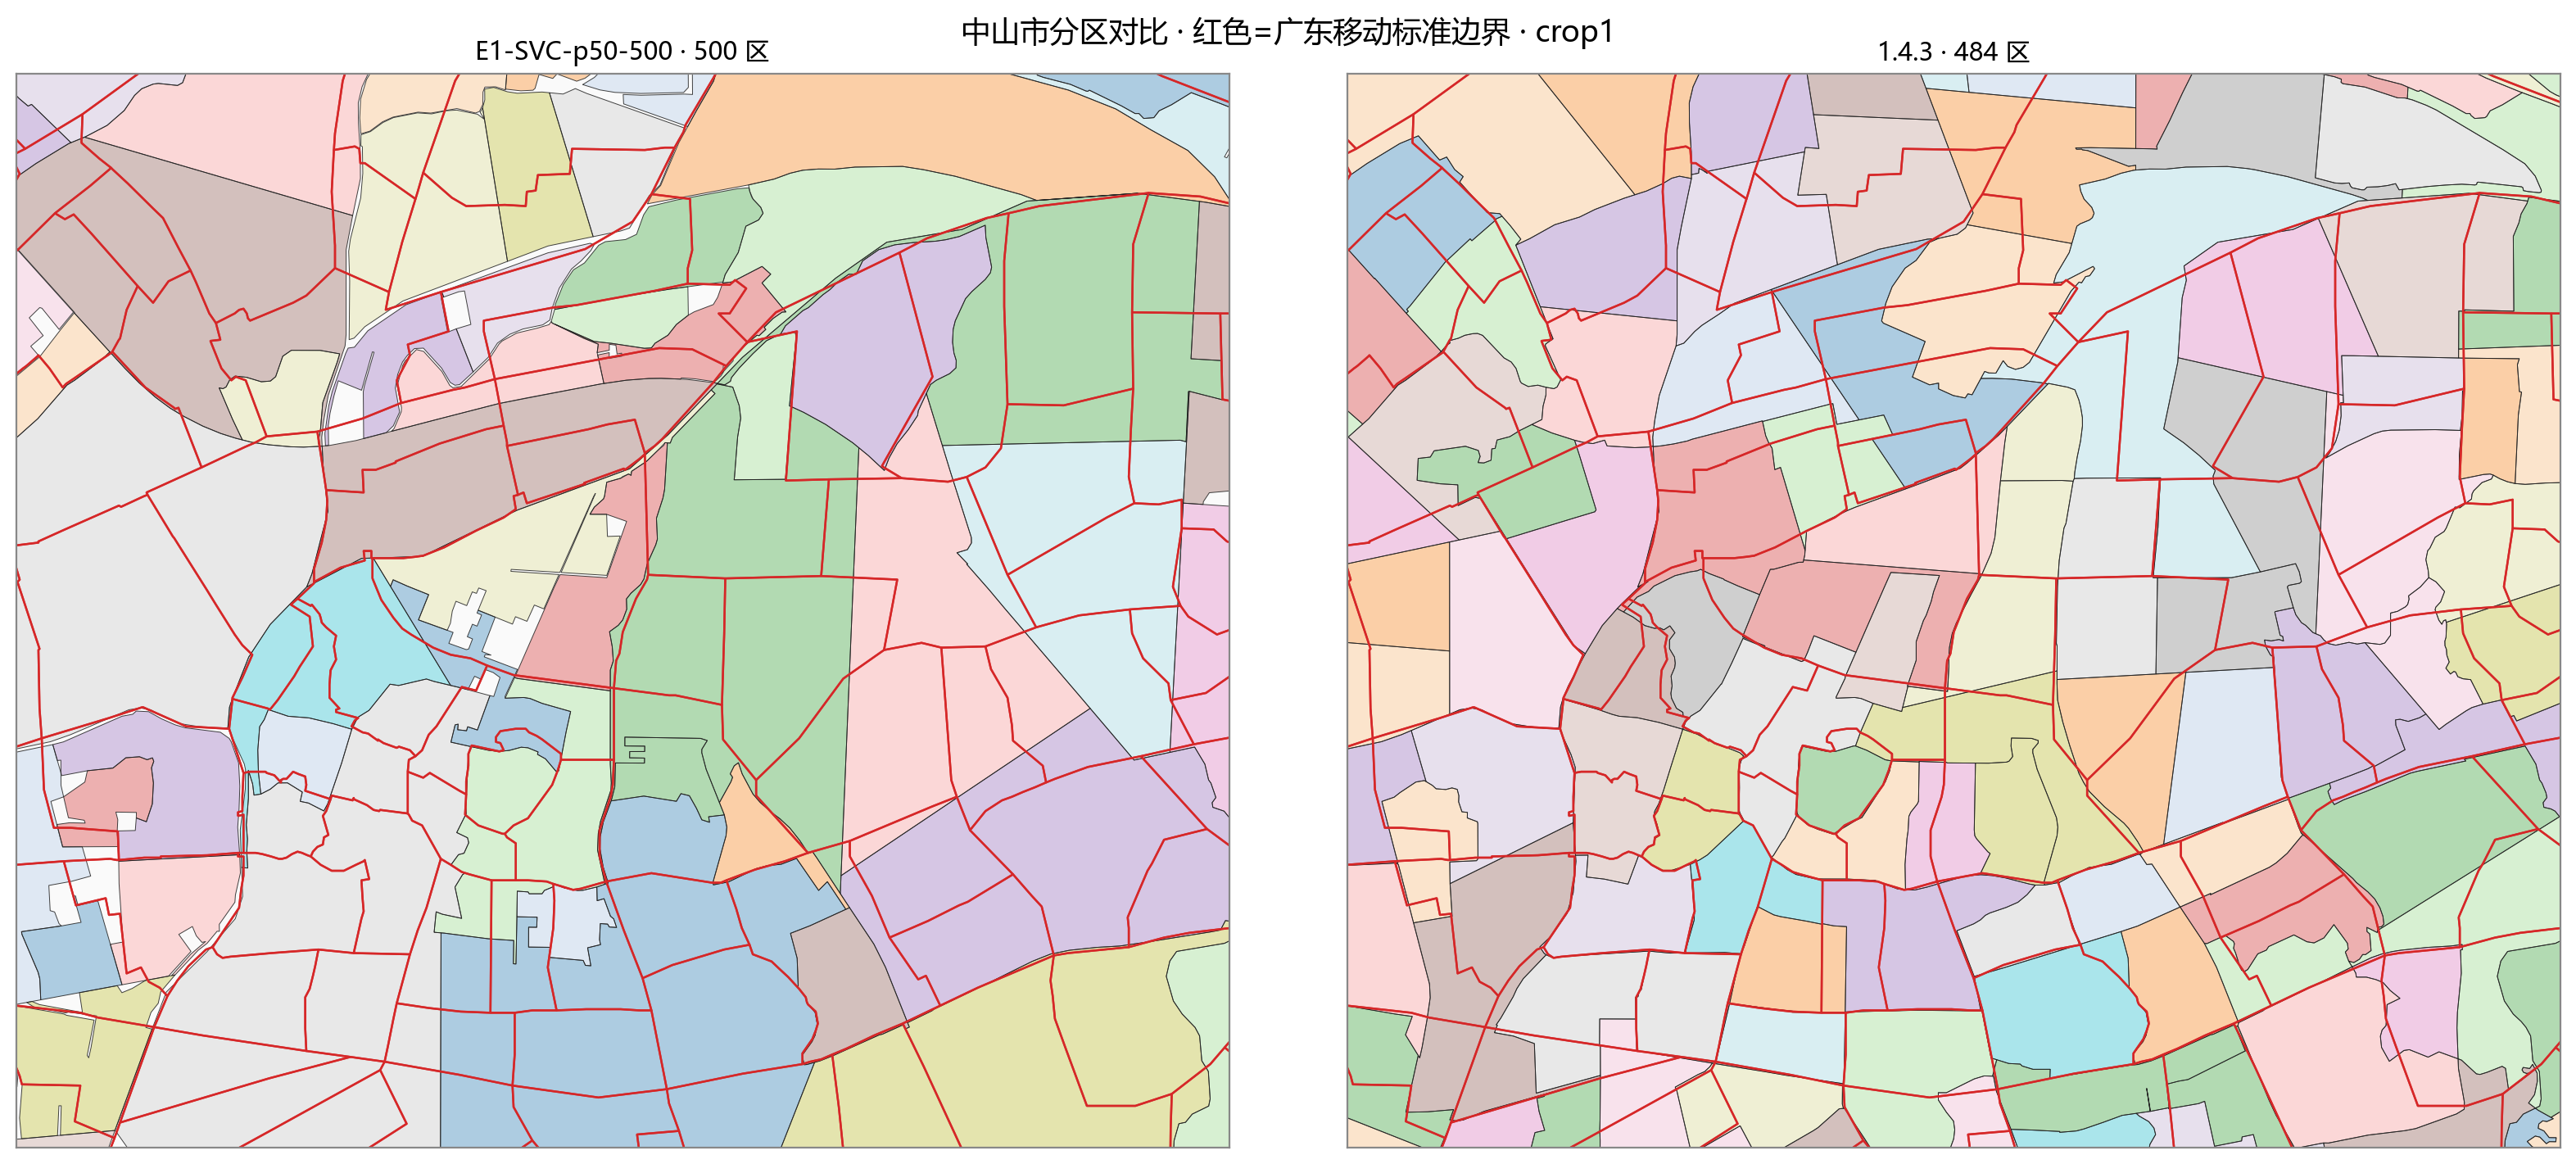 中山市分区对比 · 红色=广东移动标准边界 · crop1
E1-SVC-p50-500 · 500 区
1.4.3 · 484 区